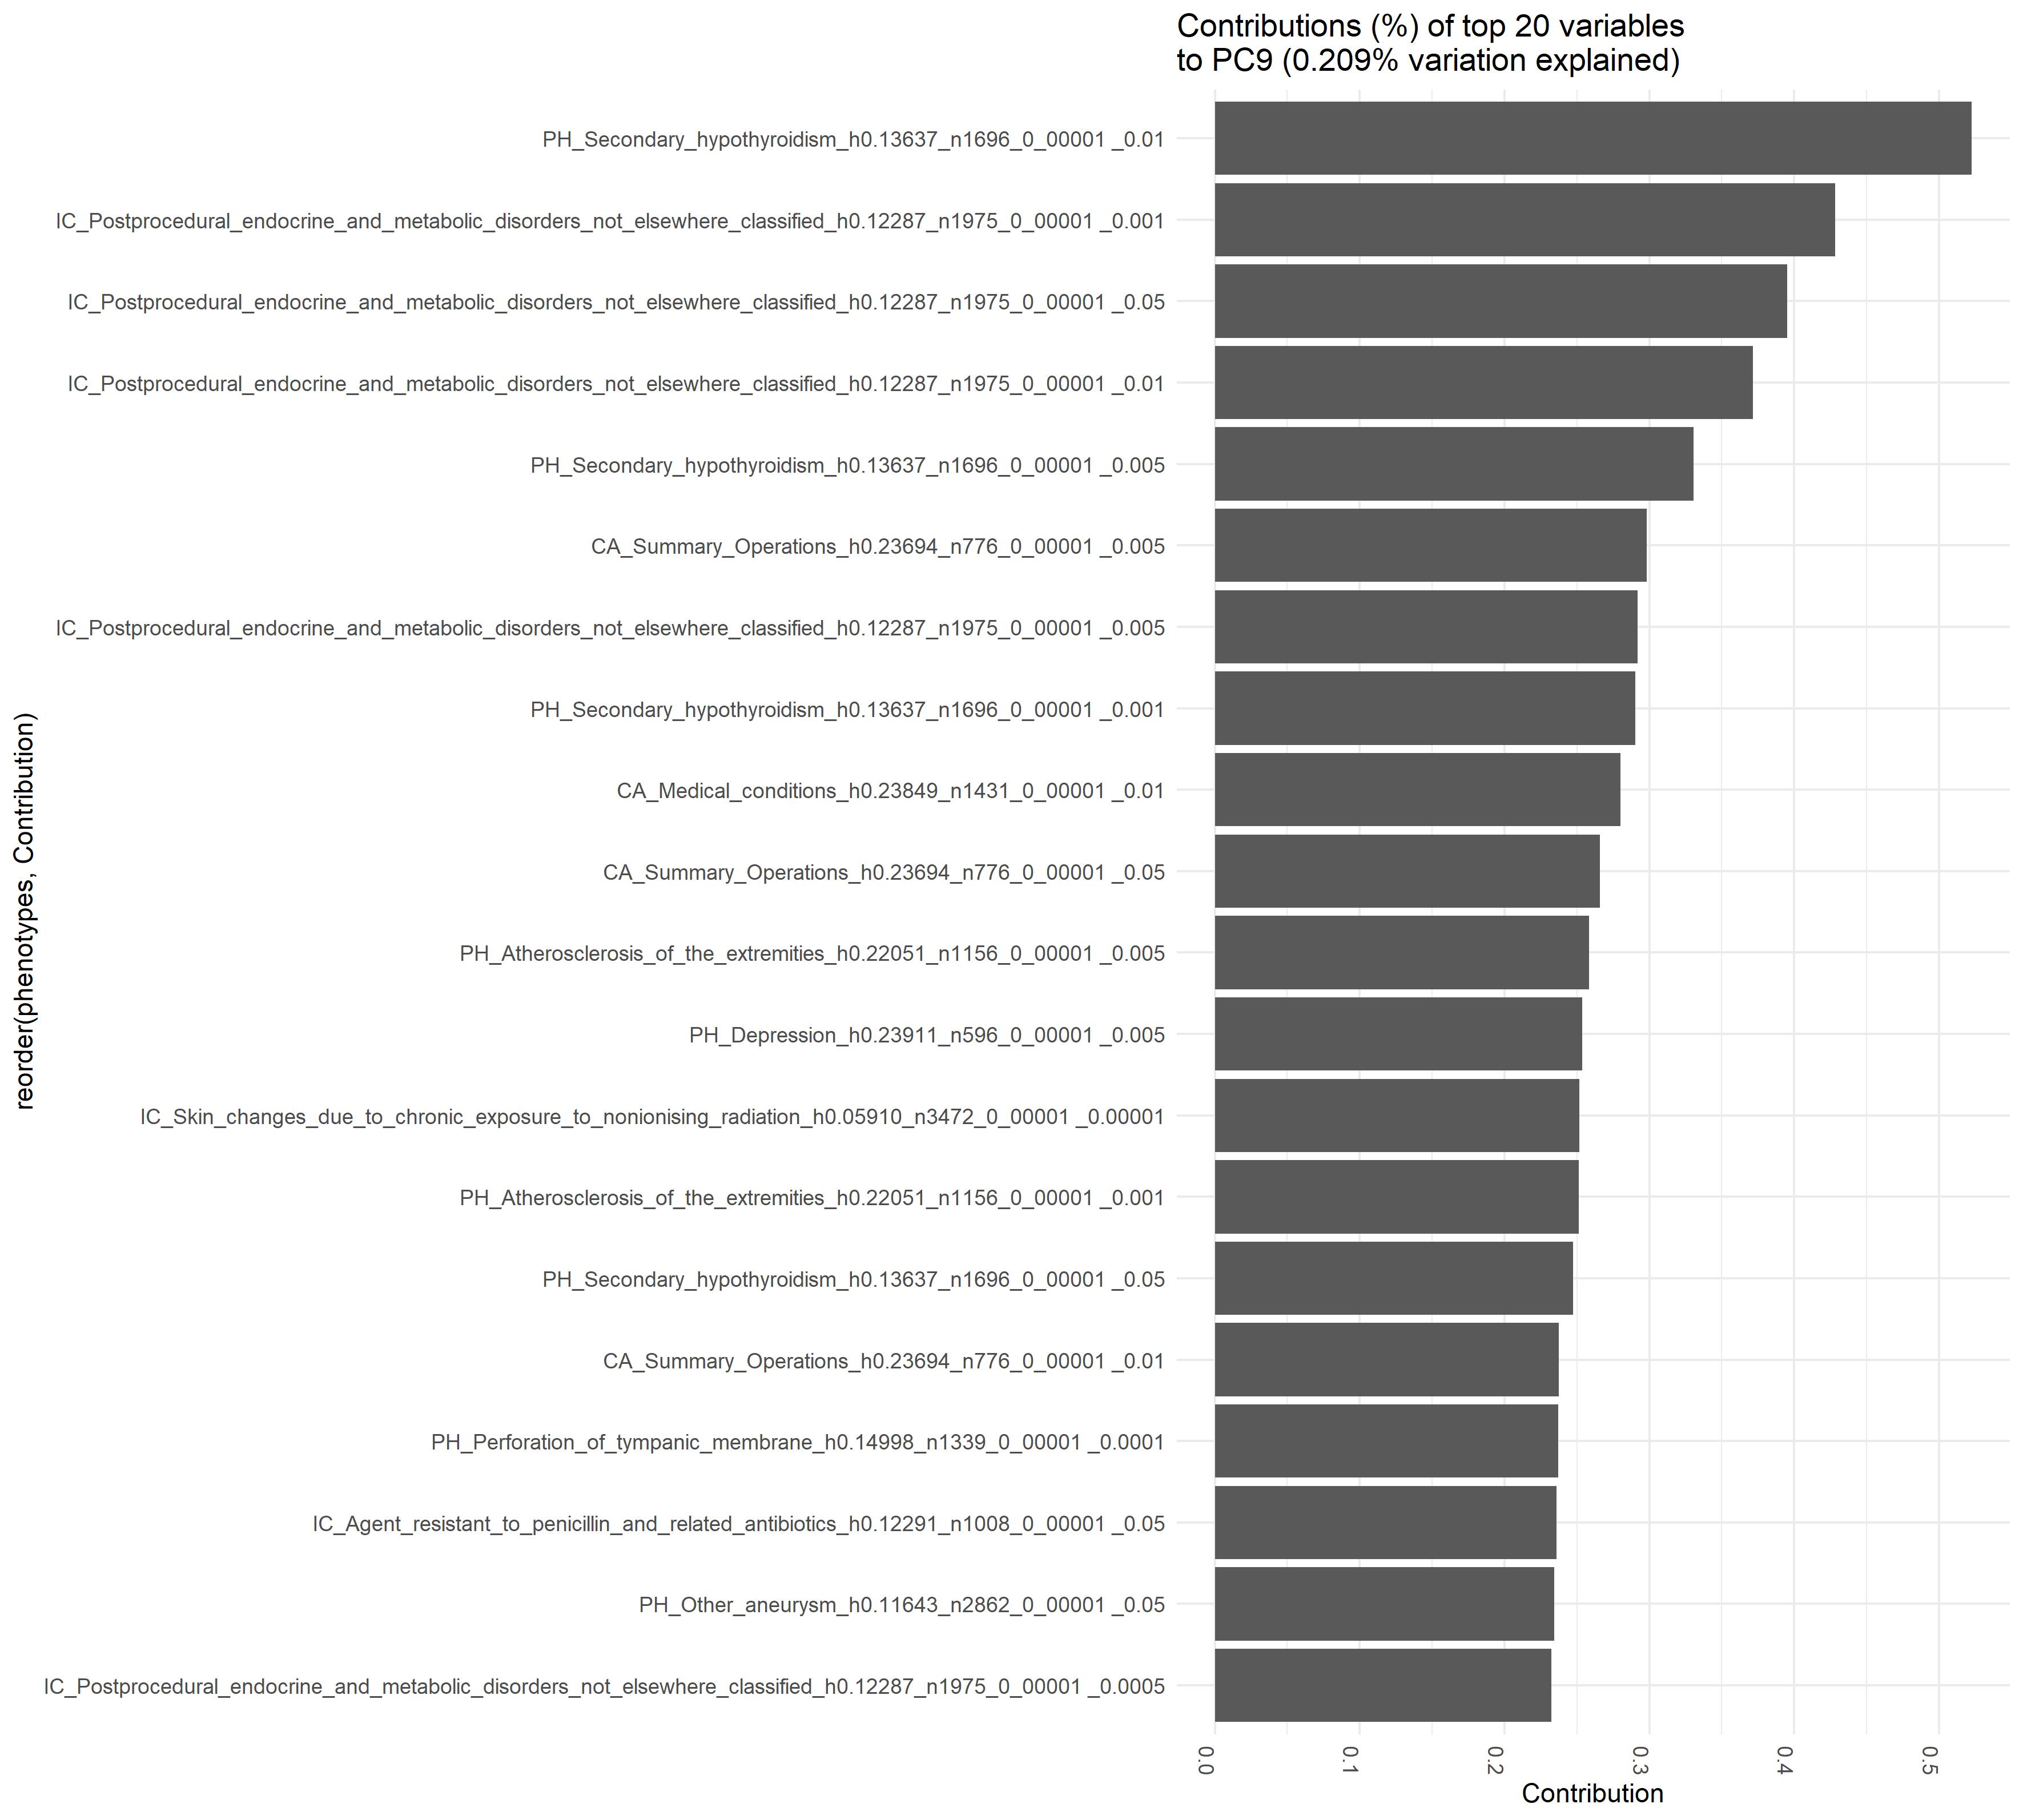 Contributions (%) of top 20 variables
to PC9 (0.209% variation explained)
PH_Secondary_hypothyroidism_h0.13637_n1696_0_00001 _0.01
IC_Postprocedural_endocrine_and_metabolic_disorders_not_elsewhere_classified_h0.12287_n1975_0_00001 _0.001
IC_Postprocedural_endocrine_and_metabolic_disorders_not_elsewhere_classified_h0.12287_n1975_0_00001 _0.05
IC_Postprocedural_endocrine_and_metabolic_disorders_not_elsewhere_classified_h0.12287_n1975_0_00001 _0.01
PH_Secondary_hypothyroidism_h0.13637_n1696_0_00001 _0.005
CA_Summary_Operations_h0.23694_n776_0_00001 _0.005
IC_Postprocedural_endocrine_and_metabolic_disorders_not_elsewhere_classified_h0.12287_n1975_0_00001 _0.005
PH_Secondary_hypothyroidism_h0.13637_n1696_0_00001 _0.001
CA_Medical_conditions_h0.23849_n1431_0_00001 _0.01
CA_Summary_Operations_h0.23694_n776_0_00001 _0.05
PH_Atherosclerosis_of_the_extremities_h0.22051_n1156_0_00001 _0.005
PH_Depression_h0.23911_n596_0_00001 _0.005
IC_Skin_changes_due_to_chronic_exposure_to_nonionising_radiation_h0.05910_n3472_0_00001 _0.00001
PH_Atherosclerosis_of_the_extremities_h0.22051_n1156_0_00001 _0.001
PH_Secondary_hypothyroidism_h0.13637_n1696_0_00001 _0.05
CA_Summary_Operations_h0.23694_n776_0_00001 _0.01
PH_Perforation_of_tympanic_membrane_h0.14998_n1339_0_00001 _0.0001
IC_Agent_resistant_to_penicillin_and_related_antibiotics_h0.12291_n1008_0_00001 _0.05
PH_Other_aneurysm_h0.11643_n2862_0_00001 _0.05
IC_Postprocedural_endocrine_and_metabolic_disorders_not_elsewhere_classified_h0.12287_n1975_0_00001 _0.0005
reorder(phenotypes, Contribution)
0.0 0.1 0.2 0.3 0.4 0.5
Contribution